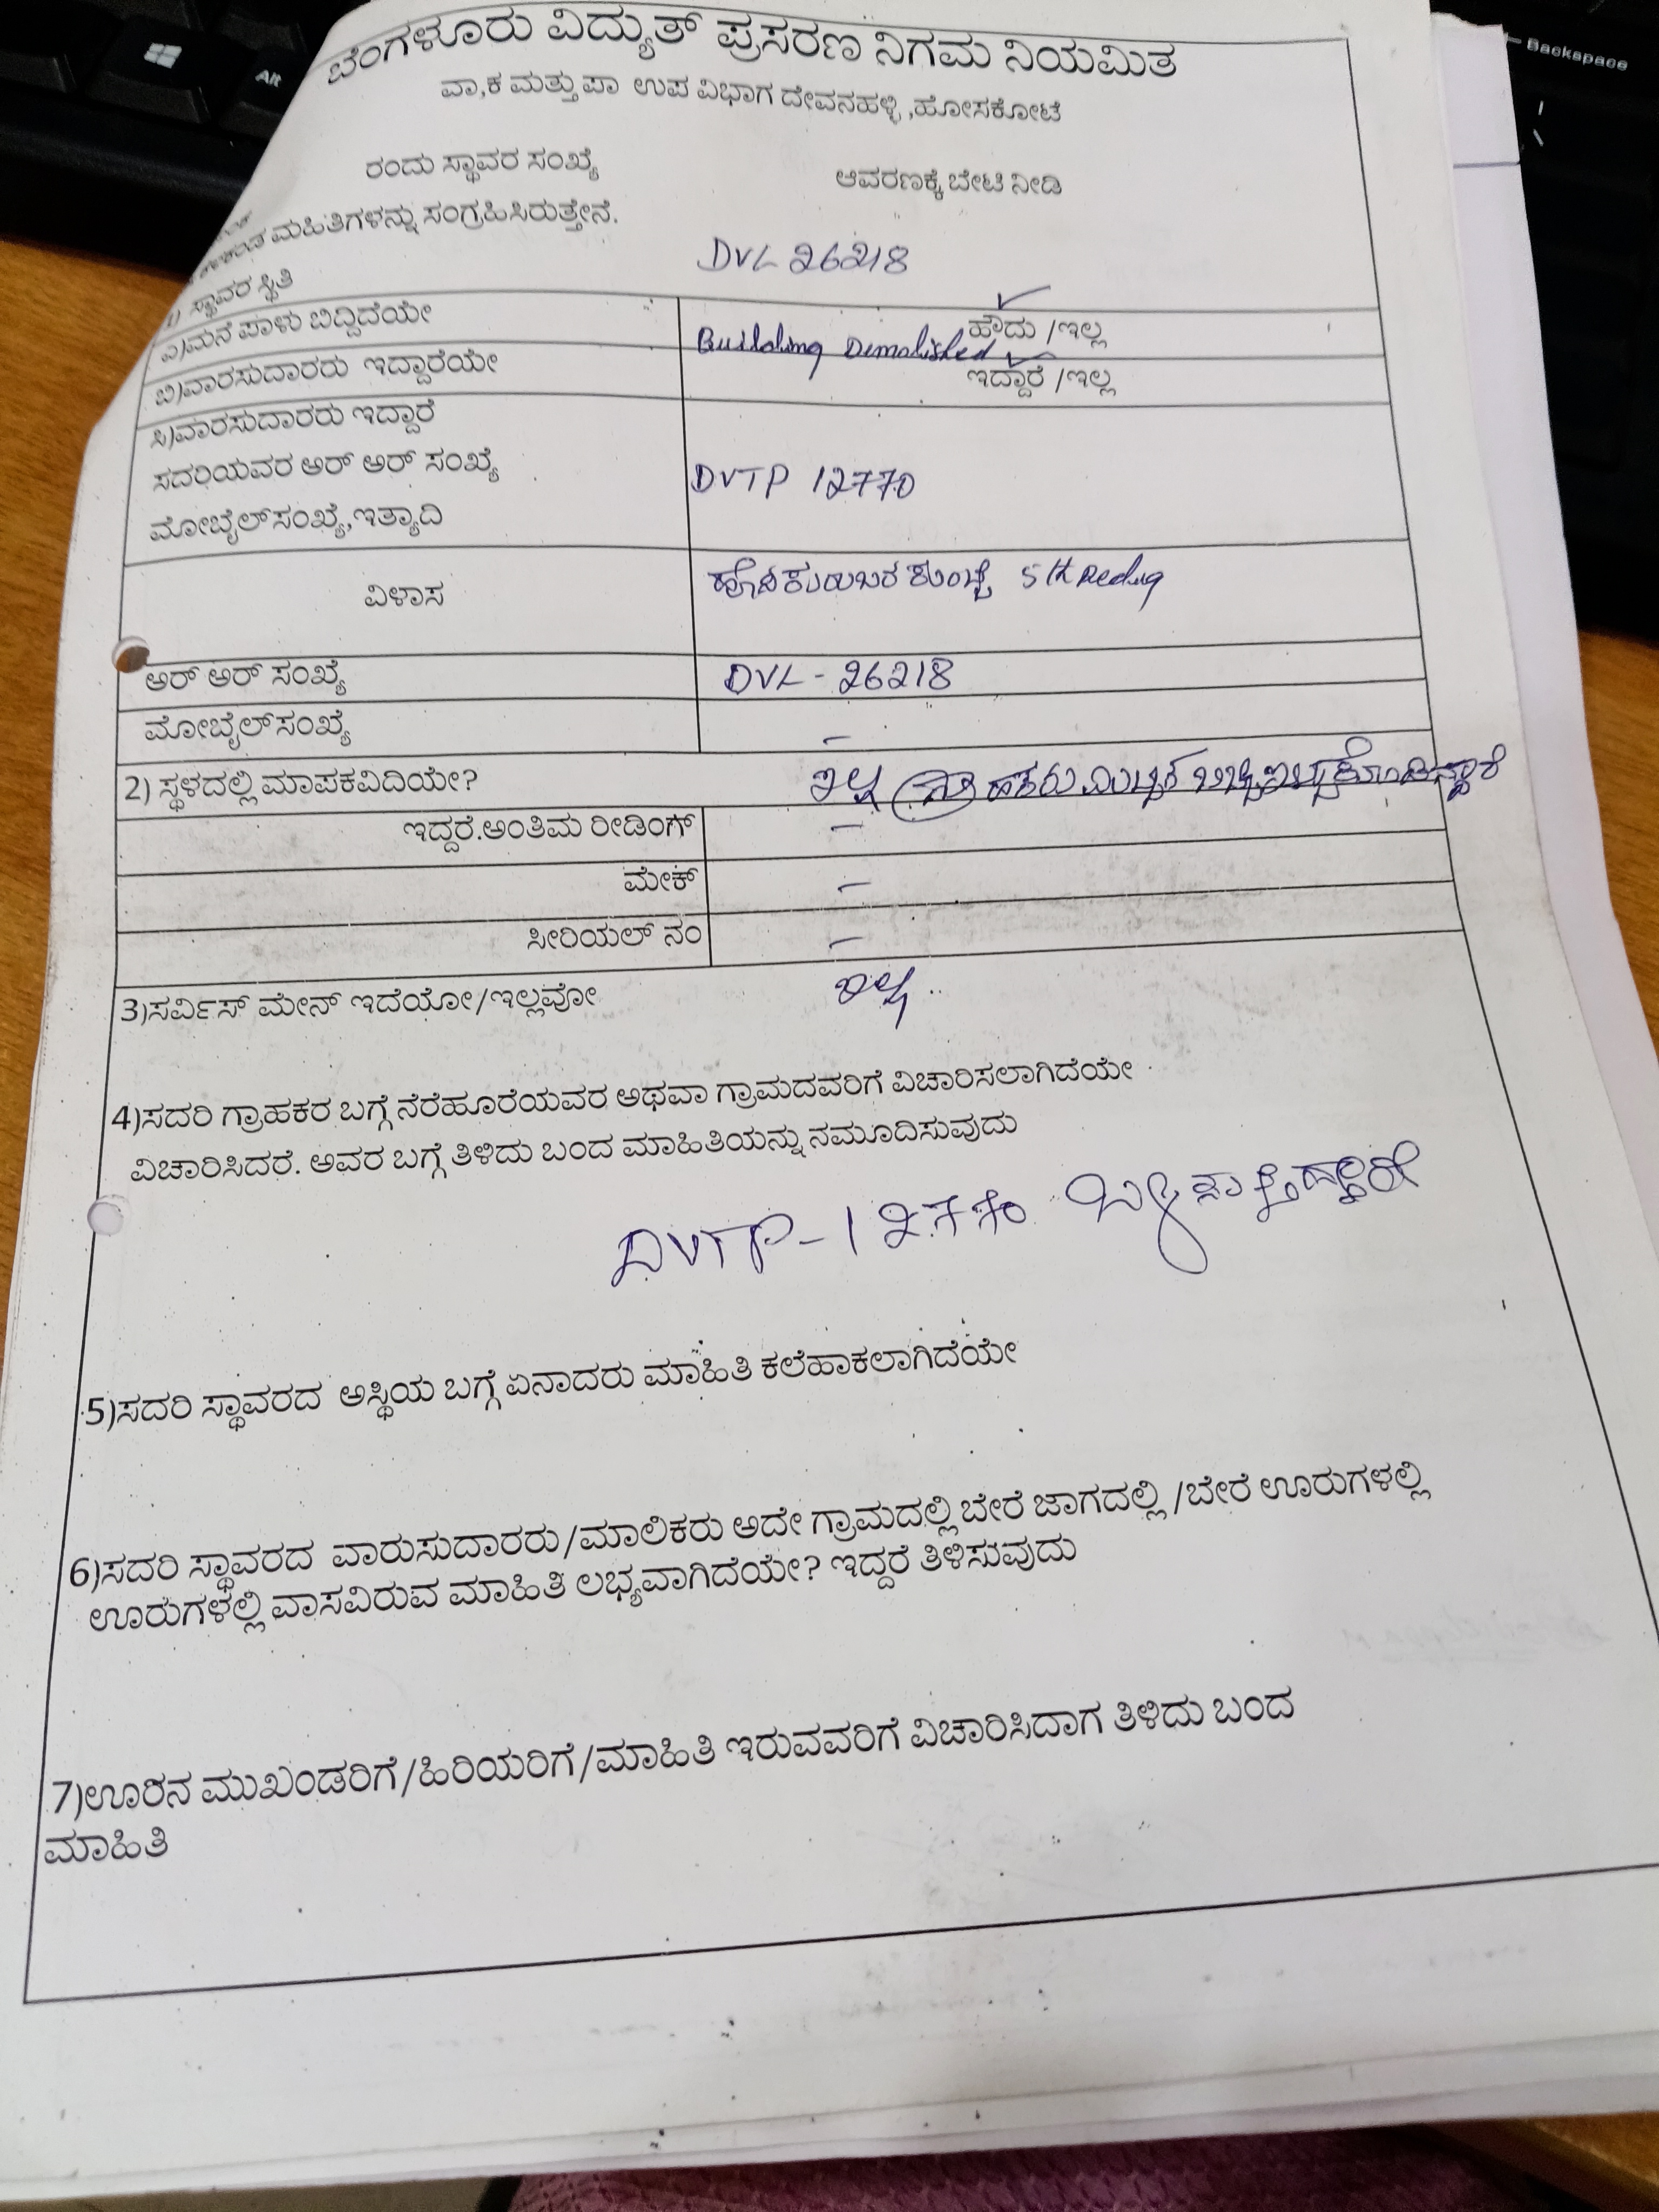 ಬೆಂಗಳೂರು ವಿದ್ಯುತ್ ಪ್ರಸರಣ ನಿಗಮ ನಿಯಮಿತ
ವಾ,ಕ ಮತ್ತು ಪಾ ಉಪ ವಿಭಾಗ ದೇವನಹಳ್ಳಿ ,ಹೋಸಕೋಟೆ
ರಂದು ಸ್ಥಾವರ ಸಂಖ್ಯೆ ಆವರಣಕ್ಕೆ ಬೇಟಿ ನೀಡಿ
ಮಹಿತಿಗಳನ್ನು ಸಂಗ್ರಹಿಸಿರುತ್ತೇನೆ.
DVL 26218
1) ಸ್ಥಾವರ ಸ್ಥಿತಿ
ಎ)ಮನೆ ಪಾಳು ಬಿದ್ದಿದೆಯೇ ಹೌದು /ಇಲ್ಲ
Building Demolished
ಬಿ)ವಾರಸುದಾರರು ಇದ್ದಾರೆಯೇ ಇದ್ದಾರೆ /ಇಲ್ಲ
ಸಿ)ವಾರಸುದಾರರು ಇದ್ದಾರೆ
ಸದರಿಯವರ ಆರ್ ಆರ್ ಸಂಖ್ಯೆ DVTP 12770
ಮೋಬೈಲ್ ಸಂಖ್ಯೆ,ಇತ್ಯಾದಿ
ವಿಳಾಸ 5th
ಆರ್ ಆರ್ ಸಂಖ್ಯೆ DVL - 26218
ಮೋಬೈಲ್ ಸಂಖ್ಯೆ -
2) ಸ್ಥಳದಲ್ಲಿ ಮಾಪಕವಿದಿಯೇ? ಇಲ್ಲ
ಇದ್ದರೆ.ಅಂತಿಮ ರೀಡಿಂಗ್ -
ಮೇಕ್ -
ಸೀರಿಯಲ್ ನಂ -
3)ಸರ್ವಿಸ್ ಮೇನ್ ಇದೆಯೋ/ಇಲ್ಲವೋ ಇಲ್ಲ
4)ಸದರಿ ಗ್ರಾಹಕರ ಬಗ್ಗೆ ನೆರೆಹೂರೆಯವರ ಅಥವಾ ಗ್ರಾಮದವರಿಗೆ ವಿಚಾರಿಸಲಾಗಿದೆಯೇ
ವಿಚಾರಿಸಿದರೆ. ಅವರ ಬಗ್ಗೆ ತಿಳಿದು ಬಂದ ಮಾಹಿತಿಯನ್ನು ನಮೂದಿಸುವುದು
DVTP-12770
5)ಸದರಿ ಸ್ಥಾವರದ ಅಸ್ಥಿಯ ಬಗ್ಗೆ ಏನಾದರು ಮಾಹಿತಿ ಕಲೆಹಾಕಲಾಗಿದೆಯೇ
6)ಸದರಿ ಸ್ಥಾವರದ ವಾರುಸುದಾರರು/ಮಾಲಿಕರು ಅದೇ ಗ್ರಾಮದಲ್ಲಿ ಬೇರೆ ಜಾಗದಲ್ಲಿ /ಬೇರೆ ಊರುಗಳಲ್ಲಿ
ಊರುಗಳಲ್ಲಿ ವಾಸವಿರುವ ಮಾಹಿತಿ ಲಭ್ಯವಾಗಿದೆಯೇ? ಇದ್ದರೆ ತಿಳಿಸುವುದು
7)ಊರಿನ ಮುಖಂಡರಿಗೆ/ಹಿರಿಯರಿಗೆ/ಮಾಹಿತಿ ಇರುವವರಿಗೆ ವಿಚಾರಿಸಿದಾಗ ತಿಳಿದು ಬಂದ
ಮಾಹಿತಿ
Backspace
Alt